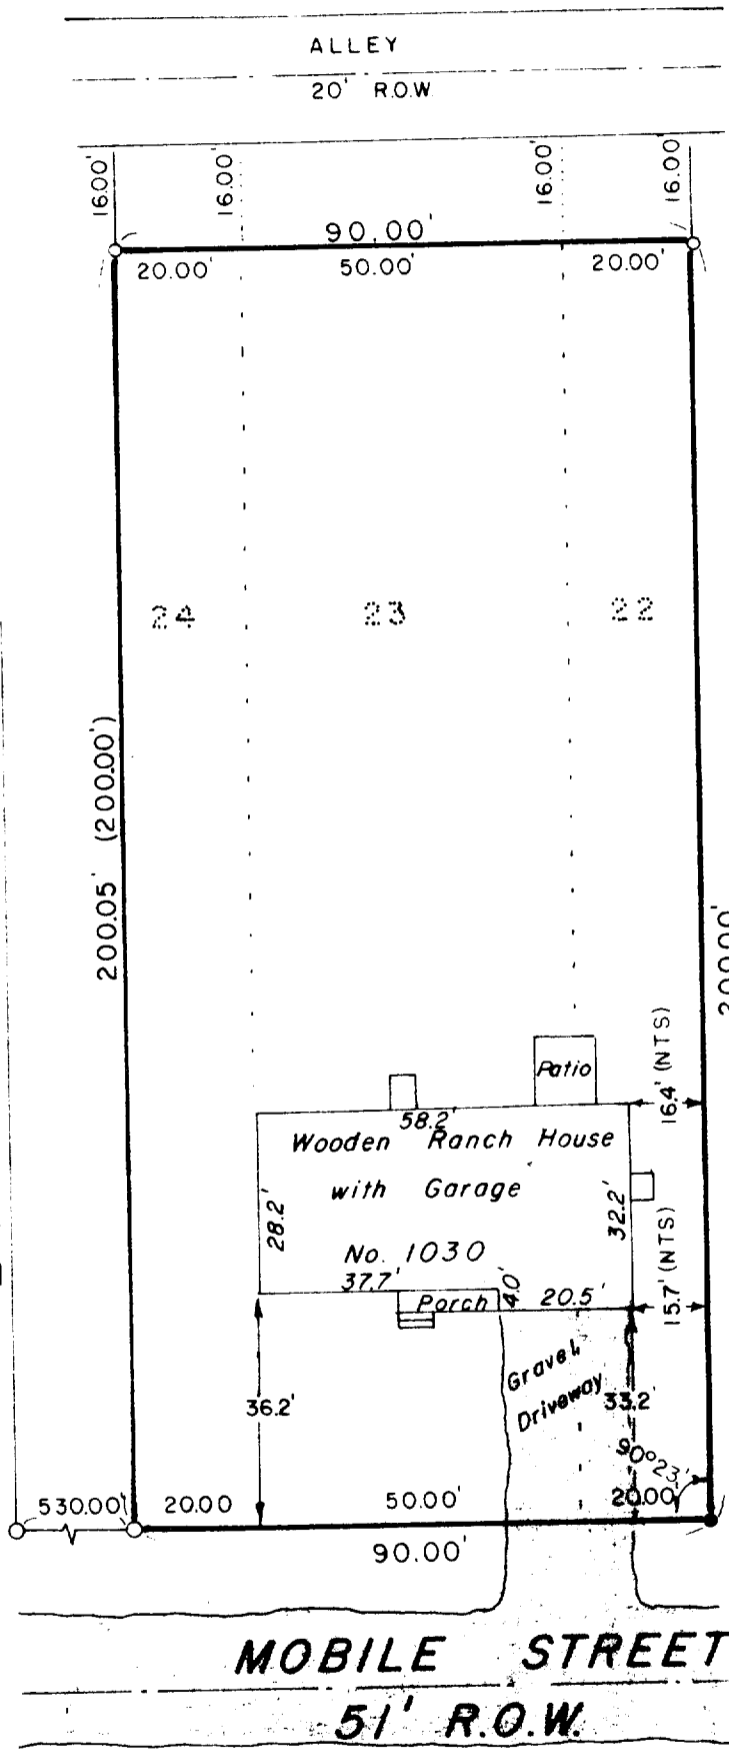 ALLEY
20' R.O.W.
16.00' 16.00' 16.00' 16.00'
90.00'
20.00' 50.00' 20.00'
24 23 22
200.05' (200.00')
200.00'
Patio
16.4' (NTS)
58.2'
Wooden Ranch House
with Garage
28.2'
32.2'
No. 1030
37.7'
Porch
4.0'
20.5'
15.7' (NTS)
Gravel
Driveway
36.2'
33.2'
90°23'
530.00' 20.00 50.00' 20.00
90.00'
MOBILE STREET
51' R.O.W.